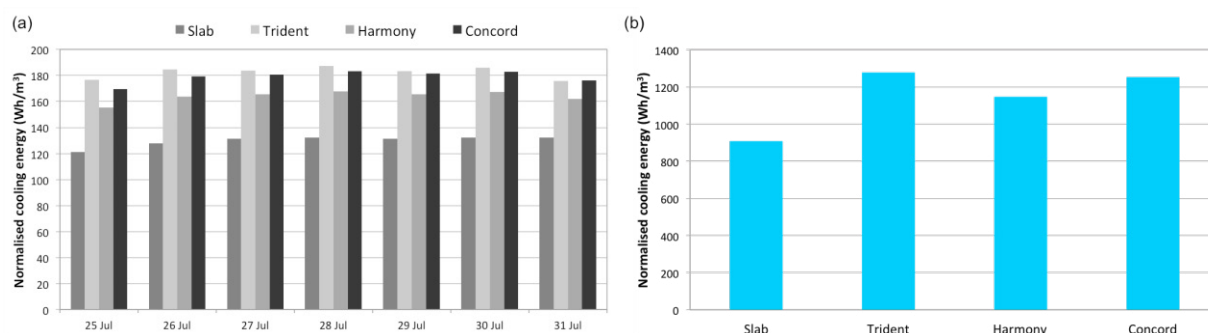 (a)
Slab Trident Harmony Concord
Normalised cooling energy (Wh/m³)
200
180
160
140
120
100
80
60
40
20
0
25 Jul 26 Jul 27 Jul 28 Jul 29 Jul 30 Jul 31 Jul
(b)
Normalised cooling energy (Wh/m³)
1400
1200
1000
800
600
400
200
0
Slab Trident Harmony Concord